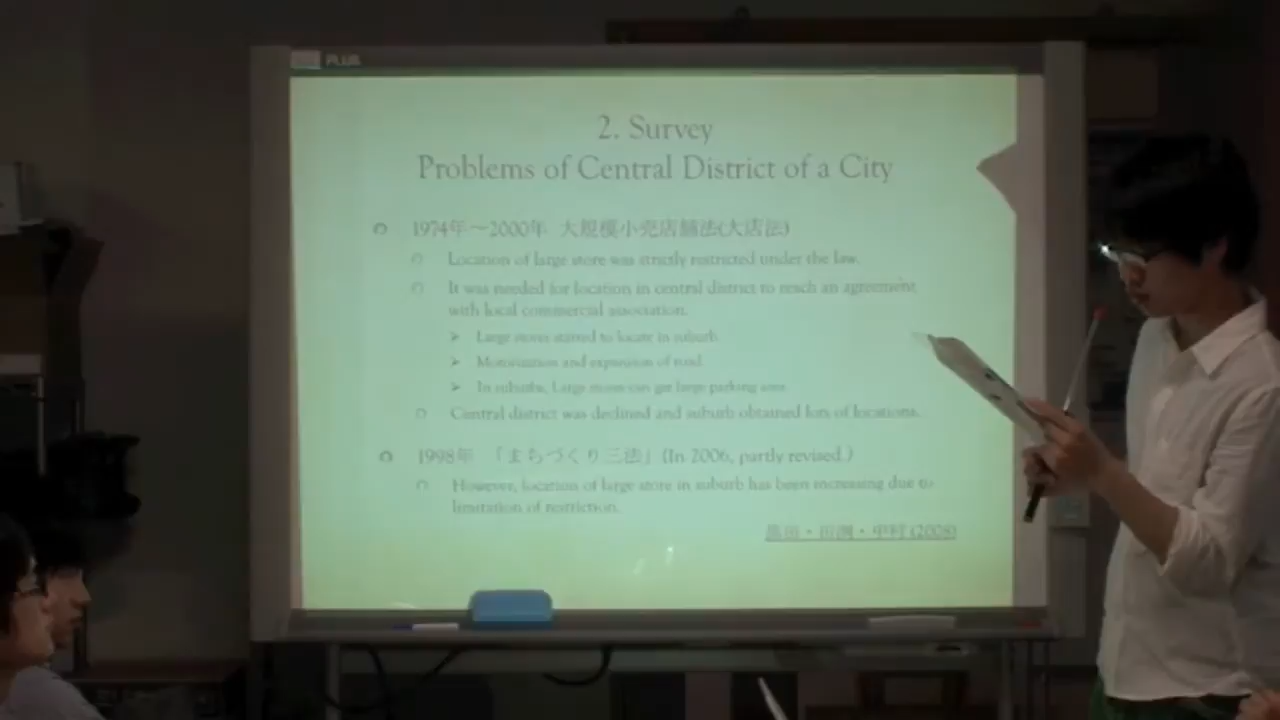 PLUS
2. Survey
Problems of Central District of a City
1974年～2000年 大規模小売店舗法(大店法)
Location of large store was strictly restricted under the law.
It was needed for location in central district to reach an agreement
with local commercial association.
Large stores started to locate in suburb.
Motorization and expansion of road.
In suburbs, Large stores can get large parking area.
Central district was declined and suburb obtained lots of locations.
1998年 「まちづくり三法」(In 2006, partly revised.)
However, location of large store in suburb has been increasing due to
limitation of restriction.
(2008)